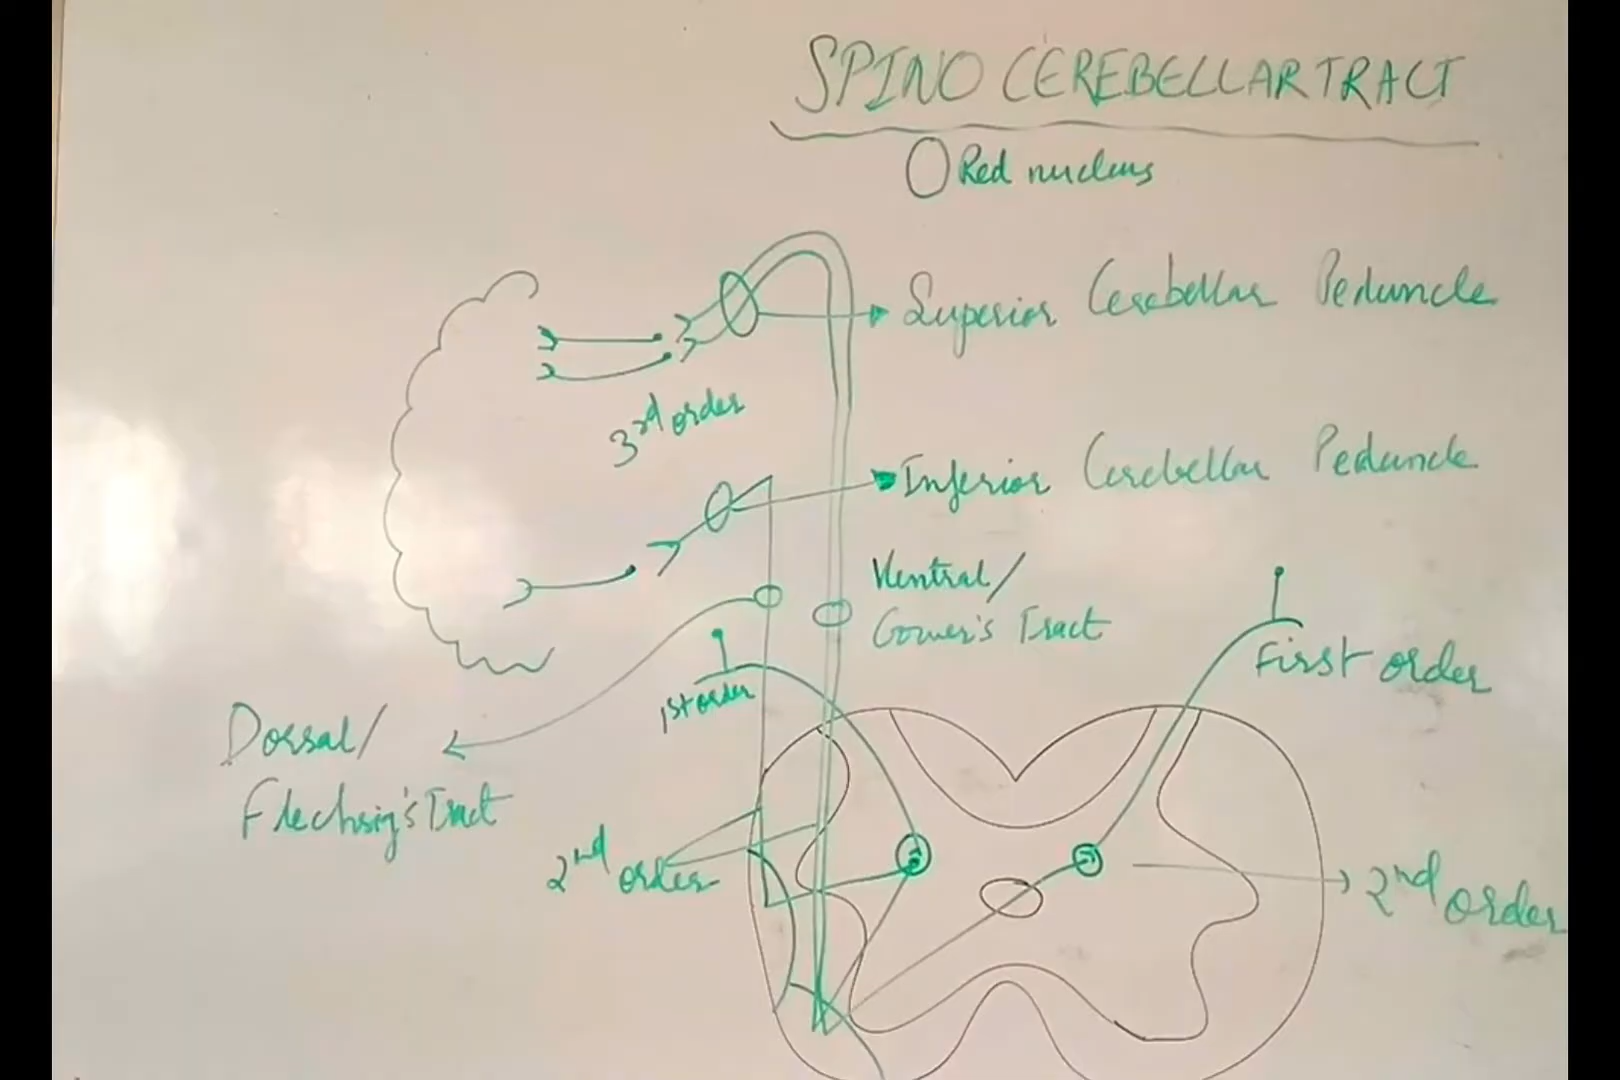 SPINO CEREBELLAR TRACT
Red nucleus
Superior Cerebellar Peduncle
3rd order
Inferior Cerebellar Peduncle
Ventral/
Gower's Tract
First order
1st order
Dorsal/
Flechsig's Tract
2nd order
2nd order